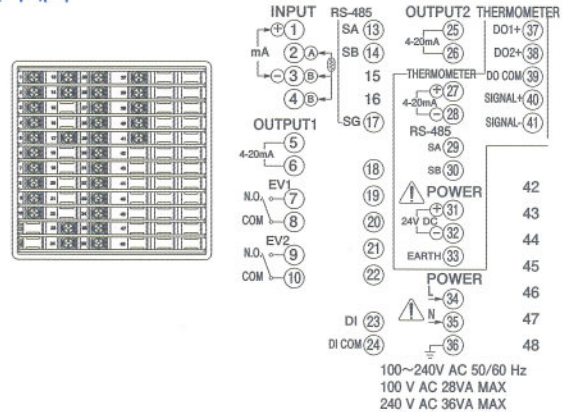 INPUT
+ 1
mA
2 A
− 3 B
4 B
OUTPUT1
5
4-20mA
6
EV1
N.O. 7
COM 8
EV2
N.O. 9
COM 10
RS-485
SA 13
SB 14
15
16
SG 17
18
19
20
21
22
DI 23
DI COM 24
OUTPUT2
25
4-20mA
26
THERMOMETER
+ 27
4-20mA
− 28
RS-485
SA 29
SB 30
POWER
+ 31
24V DC
− 32
EARTH 33
POWER
L 34
N 35
36
THERMOMETER
DO1+ 37
DO2+ 38
DO COM 39
SIGNAL+ 40
SIGNAL- 41
42
43
44
45
46
47
48
100~240V AC 50/60 Hz
100 V AC 28VA MAX
240 V AC 36VA MAX